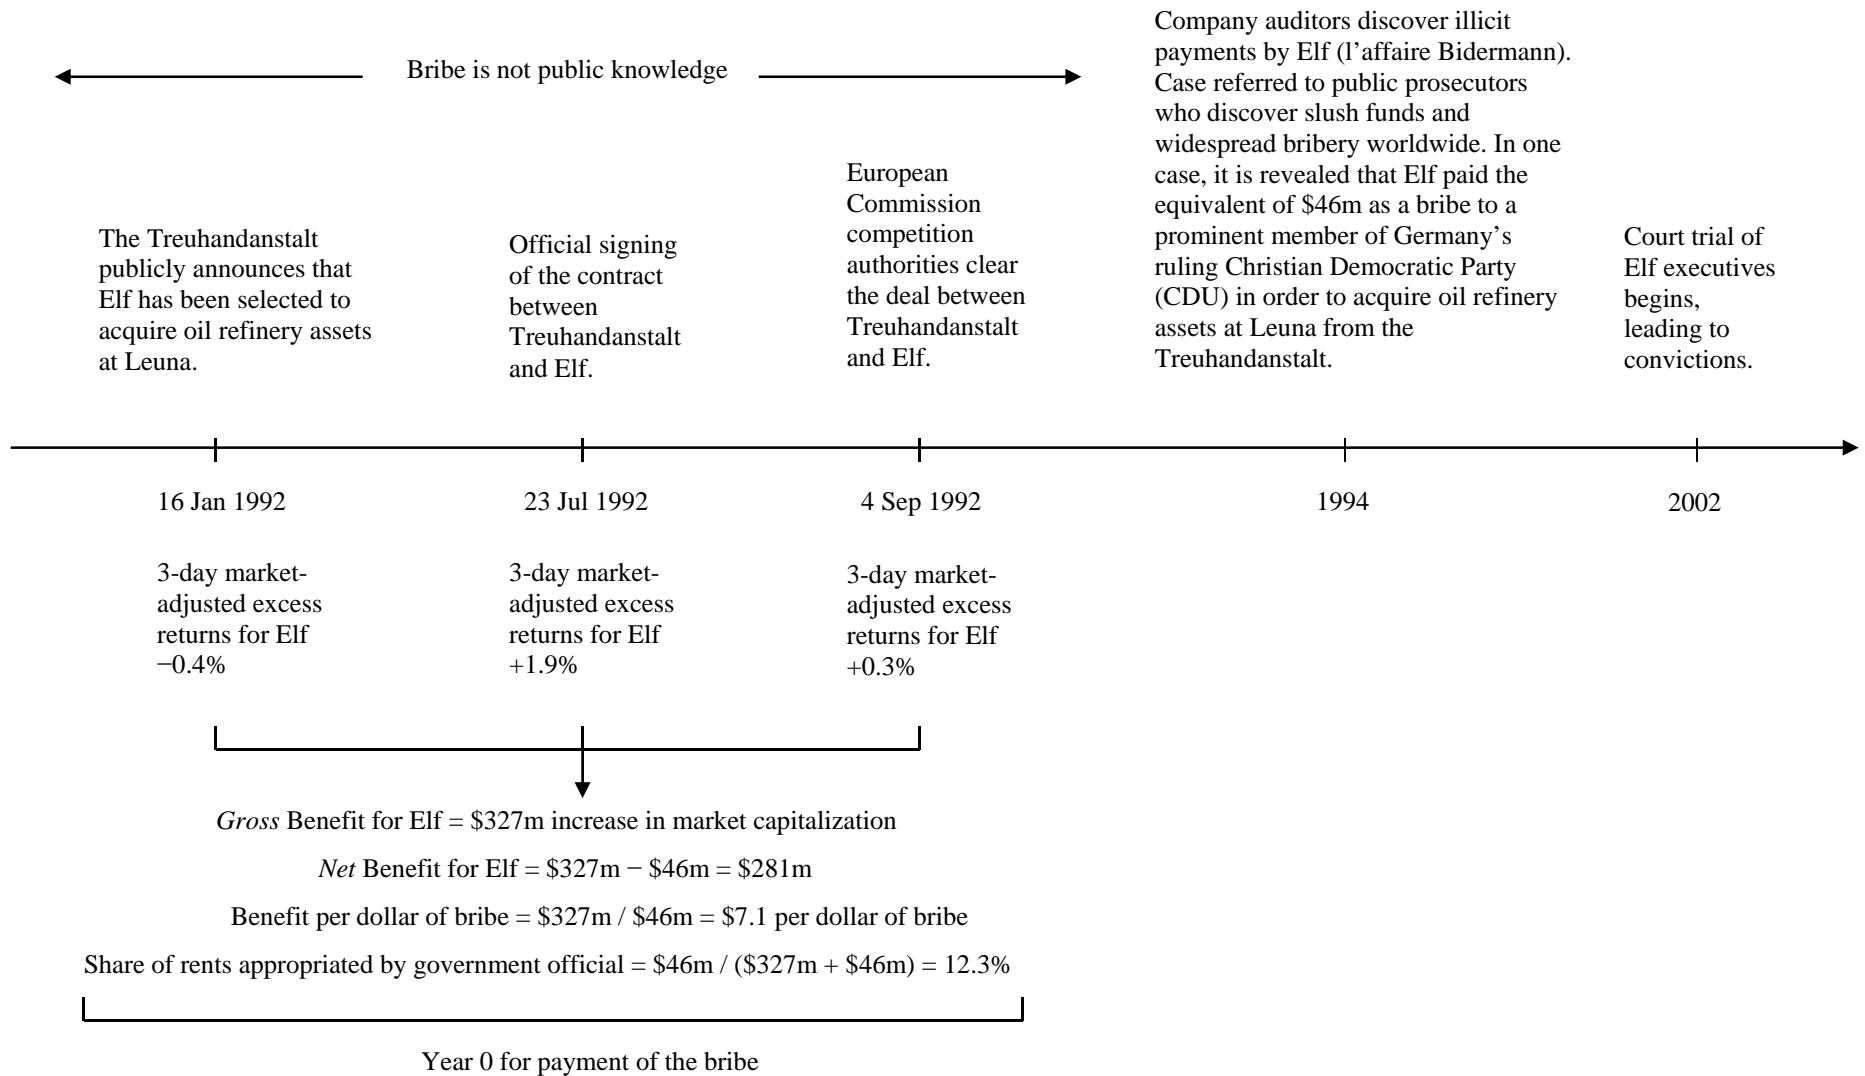 Bribe is not public knowledge
The Treuhandanstalt
publicly announces that
Elf has been selected to
acquire oil refinery assets
at Leuna.
Official signing
of the contract
between
Treuhandanstalt
and Elf.
European
Commission
competition
authorities clear
the deal between
Treuhandanstalt
and Elf.
Company auditors discover illicit
payments by Elf (l’affaire Bidermann).
Case referred to public prosecutors
who discover slush funds and
widespread bribery worldwide. In one
case, it is revealed that Elf paid the
equivalent of $46m as a bribe to a
prominent member of Germany’s
ruling Christian Democratic Party
(CDU) in order to acquire oil refinery
assets at Leuna from the
Treuhandanstalt.
Court trial of
Elf executives
begins,
leading to
convictions.
16 Jan 1992
23 Jul 1992
4 Sep 1992
1994
2002
3-day market-
adjusted excess
returns for Elf
−0.4%
3-day market-
adjusted excess
returns for Elf
+1.9%
3-day market-
adjusted excess
returns for Elf
+0.3%
Gross Benefit for Elf = $327m increase in market capitalization
Net Benefit for Elf = $327m − $46m = $281m
Benefit per dollar of bribe = $327m / $46m = $7.1 per dollar of bribe
Share of rents appropriated by government official = $46m / ($327m + $46m) = 12.3%
Year 0 for payment of the bribe